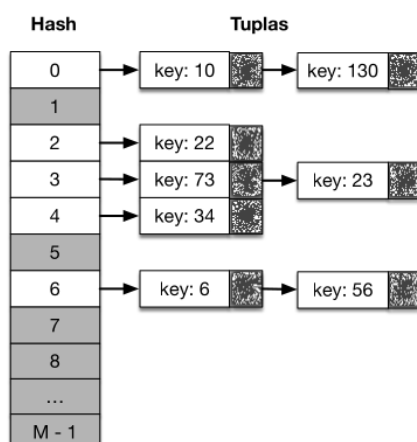 Hash Tuplas
0 key: 10 key: 130
1
2 key: 22
3 key: 73 key: 23
4 key: 34
5
6 key: 6 key: 56
7
8
...
M - 1